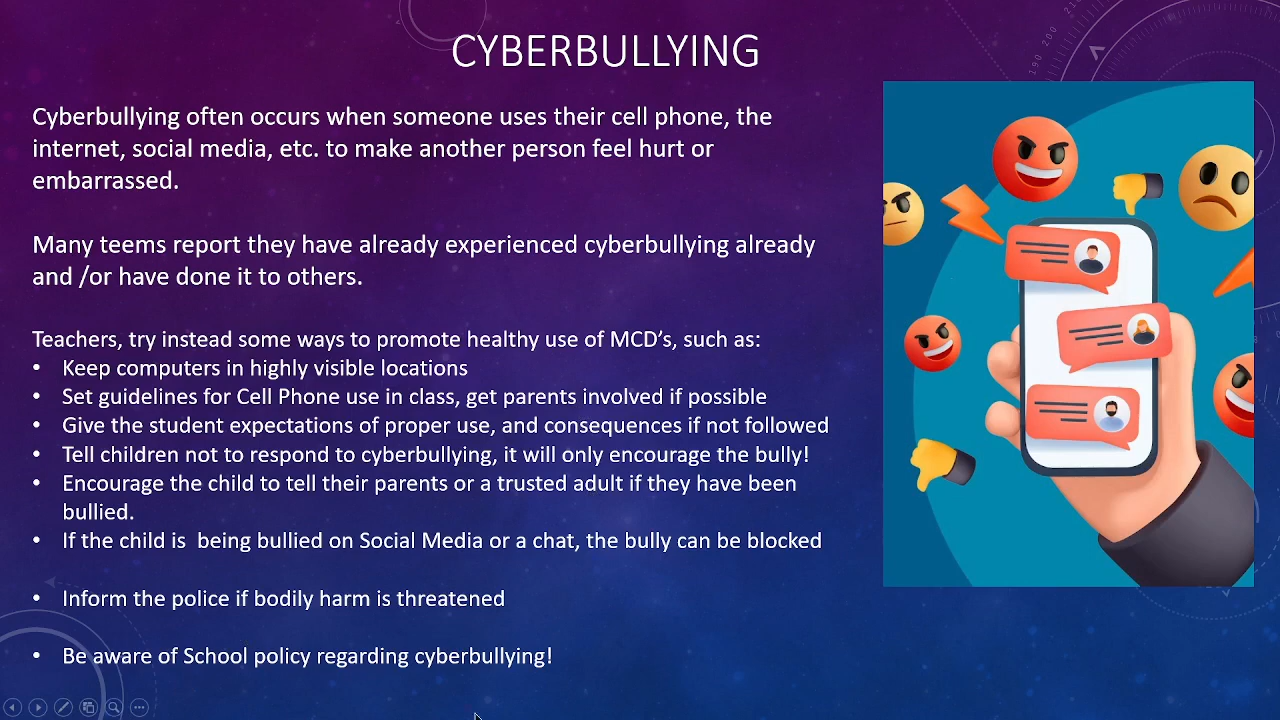 CYBERBULLYING
Cyberbullying often occurs when someone uses their cell phone, the
internet, social media, etc. to make another person feel hurt or
embarrassed.
Many teems report they have already experienced cyberbullying already
and /or have done it to others.
Teachers, try instead some ways to promote healthy use of MCD’s, such as:
• Keep computers in highly visible locations
• Set guidelines for Cell Phone use in class, get parents involved if possible
• Give the student expectations of proper use, and consequences if not followed
• Tell children not to respond to cyberbullying, it will only encourage the bully!
• Encourage the child to tell their parents or a trusted adult if they have been
bullied.
• If the child is  being bullied on Social Media or a chat, the bully can be blocked
• Inform the police if bodily harm is threatened
• Be aware of School policy regarding cyberbullying!
190 200 210